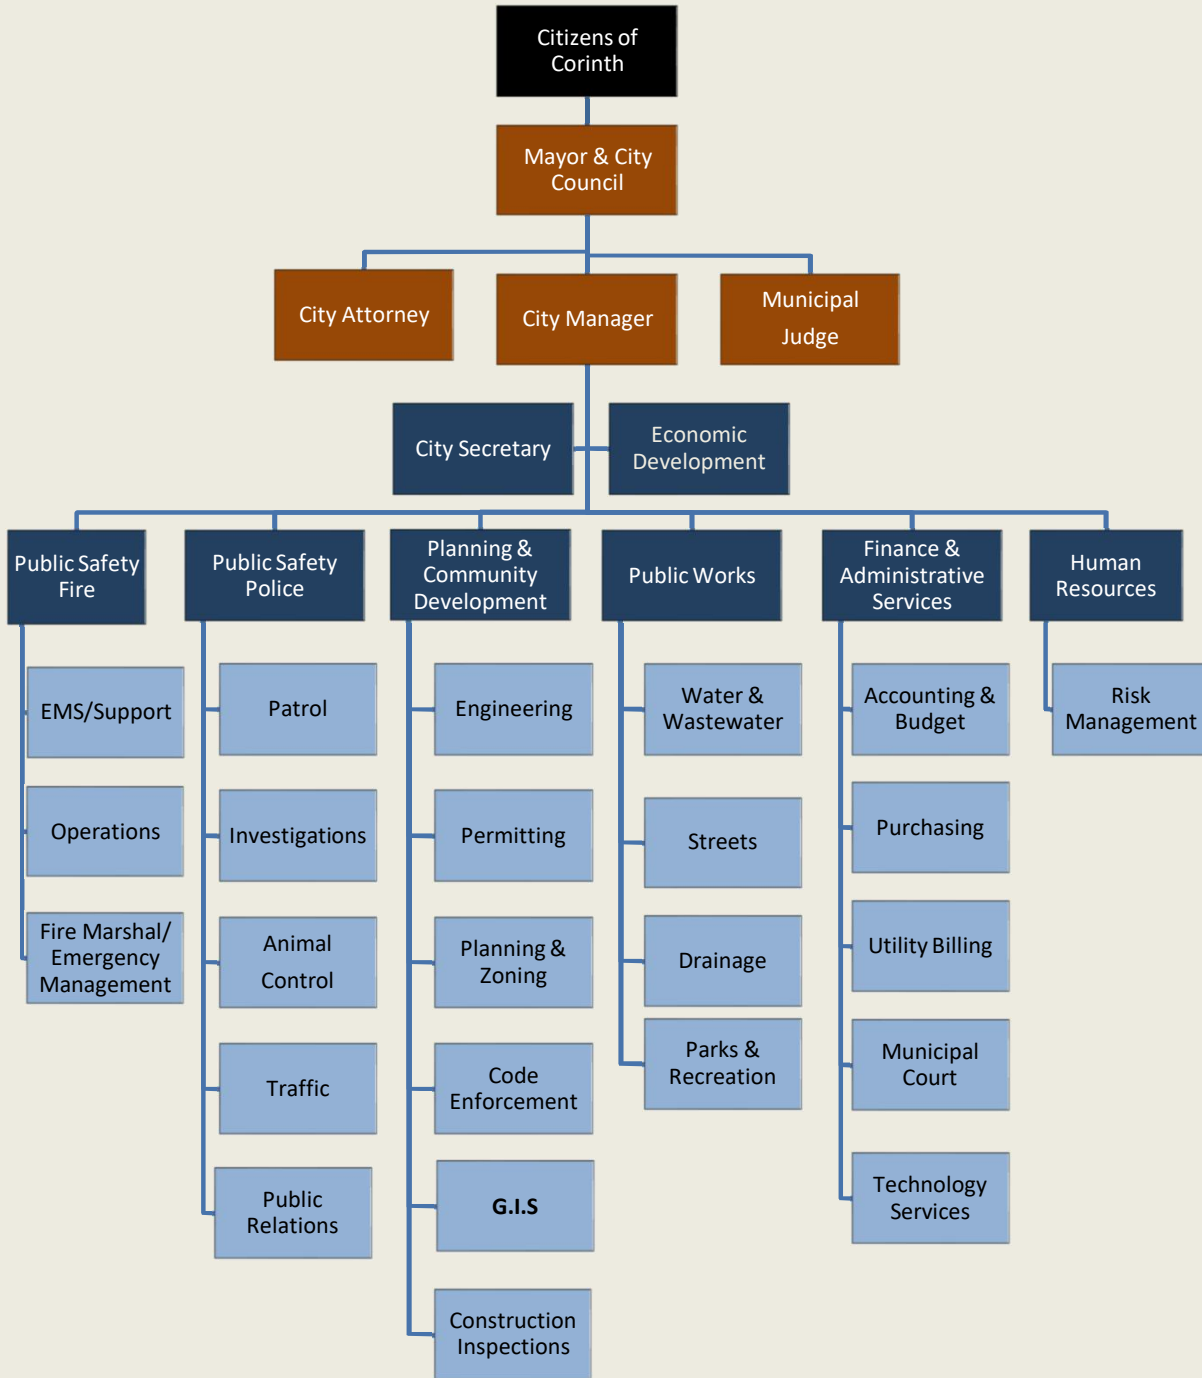 Citizens of
Corinth
Mayor & City
Council
City Attorney
City Manager
Municipal
Judge
City Secretary
Economic
Development
Public Safety
Fire
Public Safety
Police
Planning &
Community
Development
Public Works
Finance &
Administrative
Services
Human
Resources
EMS/Support
Operations
Fire Marshal/
Emergency
Management
Patrol
Investigations
Animal
Control
Traffic
Public
Relations
Engineering
Permitting
Planning &
Zoning
Code
Enforcement
G.I.S
Construction
Inspections
Water &
Wastewater
Streets
Drainage
Parks &
Recreation
Accounting &
Budget
Purchasing
Utility Billing
Municipal
Court
Technology
Services
Risk
Management